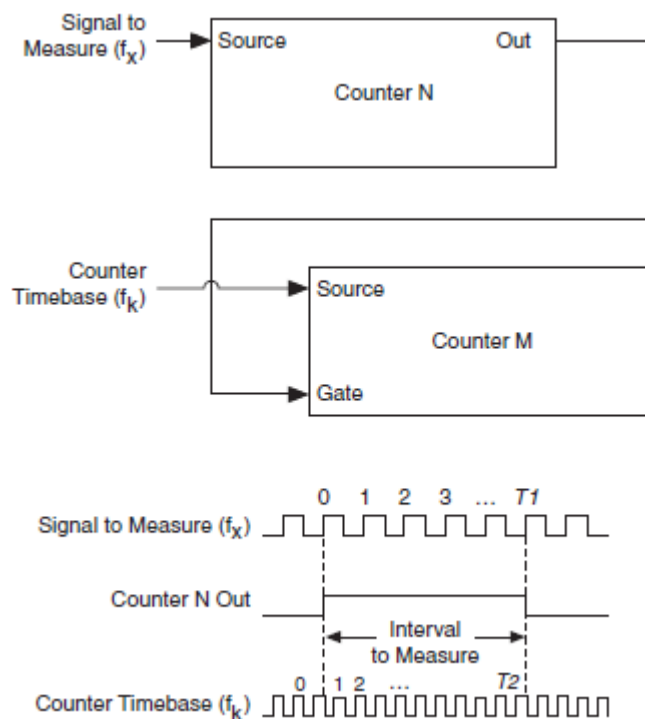 Signal to
Measure (fx)
Source
Out
Counter N
Counter
Timebase (fk)
Source
Counter M
Gate
0 1 2 3 ... T1
Signal to Measure (fx)
Counter N Out
Interval
to Measure
0 1 2 ... T2
Counter Timebase (fk)